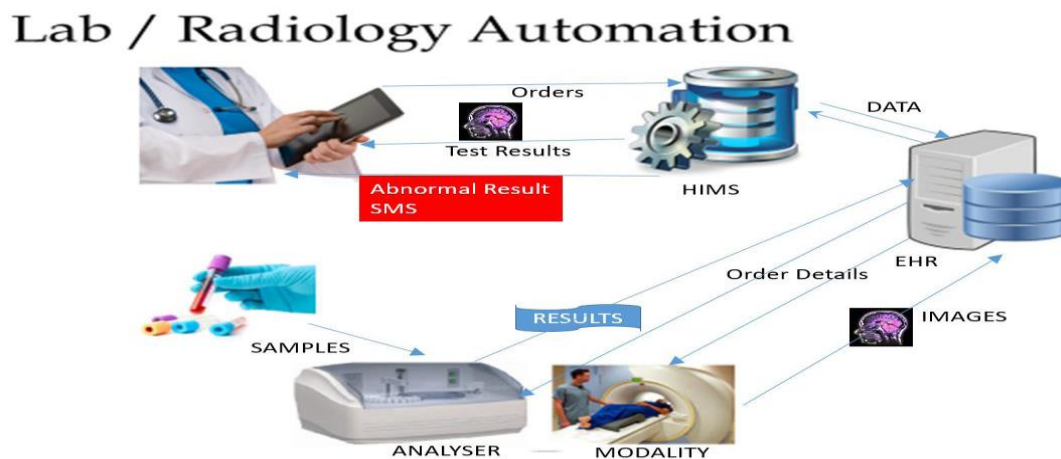 Lab / Radiology Automation
Orders
DATA
Test Results
Abnormal Result
SMS
HIMS
EHR
Order Details
RESULTS
IMAGES
SAMPLES
ANALYSER
MODALITY